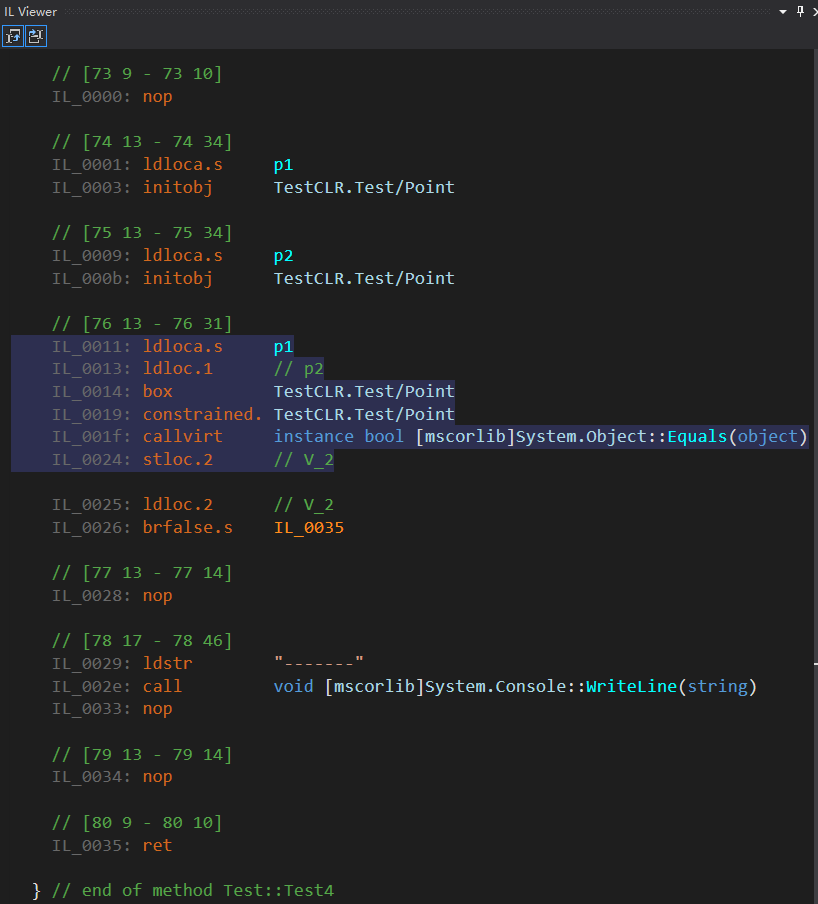 IL Viewer
// [73 9 - 73 10]
IL_0000: nop
// [74 13 - 74 34]
IL_0001: ldloca.s     p1
IL_0003: initobj      TestCLR.Test/Point
// [75 13 - 75 34]
IL_0009: ldloca.s     p2
IL_000b: initobj      TestCLR.Test/Point
// [76 13 - 76 31]
IL_0011: ldloca.s     p1
IL_0013: ldloc.1      // p2
IL_0014: box          TestCLR.Test/Point
IL_0019: constrained. TestCLR.Test/Point
IL_001f: callvirt     instance bool [mscorlib]System.Object::Equals(object)
IL_0024: stloc.2      // V_2
IL_0025: ldloc.2      // V_2
IL_0026: brfalse.s    IL_0035
// [77 13 - 77 14]
IL_0028: nop
// [78 17 - 78 46]
IL_0029: ldstr        "-------"
IL_002e: call         void [mscorlib]System.Console::WriteLine(string)
IL_0033: nop
// [79 13 - 79 14]
IL_0034: nop
// [80 9 - 80 10]
IL_0035: ret
} // end of method Test::Test4